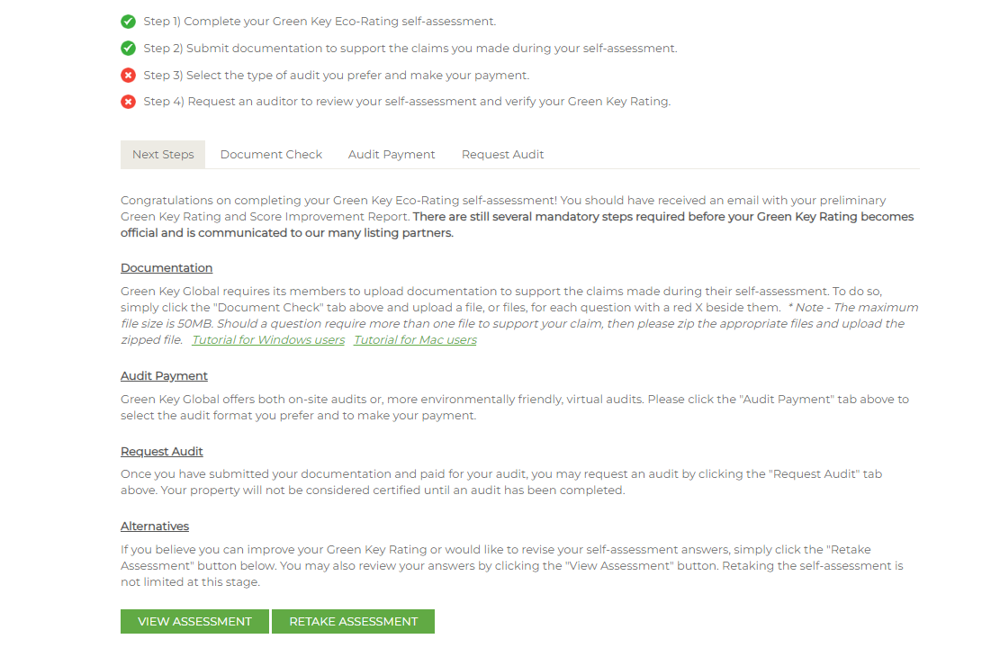 Step 1) Complete your Green Key Eco-Rating self-assessment.
Step 2) Submit documentation to support the claims you made during your self-assessment.
Step 3) Select the type of audit you prefer and make your payment.
Step 4) Request an auditor to review your self-assessment and verify your Green Key Rating.
Next Steps Document Check Audit Payment Request Audit
Congratulations on completing your Green Key Eco-Rating self-assessment! You should have received an email with your preliminary
Green Key Rating and Score Improvement Report. There are still several mandatory steps required before your Green Key Rating becomes
official and is communicated to our many listing partners.
Documentation
Green Key Global requires its members to upload documentation to support the claims made during their self-assessment. To do so,
simply click the "Document Check" tab above and upload a file, or files, for each question with a red X beside them. * Note - The maximum
file size is 50MB. Should a question require more than one file to support your claim, then please zip the appropriate files and upload the
zipped file. Tutorial for Windows users Tutorial for Mac users
Audit Payment
Green Key Global offers both on-site audits or, more environmentally friendly, virtual audits. Please click the "Audit Payment" tab above to
select the audit format you prefer and to make your payment.
Request Audit
Once you have submitted your documentation and paid for your audit, you may request an audit by clicking the "Request Audit" tab
above. Your property will not be considered certified until an audit has been completed.
Alternatives
If you believe you can improve your Green Key Rating or would like to revise your self-assessment answers, simply click the "Retake
Assessment" button below. You may also review your answers by clicking the "View Assessment" button. Retaking the self-assessment is
not limited at this stage.
VIEW ASSESSMENT RETAKE ASSESSMENT